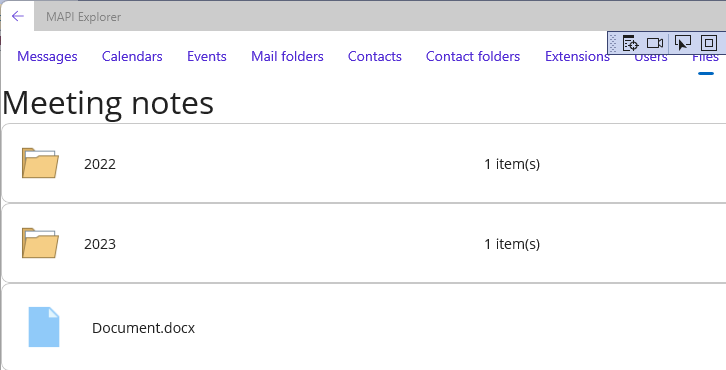 MAPI Explorer
Messages Calendars Events Mail folders Contacts Contact folders Extensions Users Files
Meeting notes
2022 1 item(s)
2023 1 item(s)
Document.docx